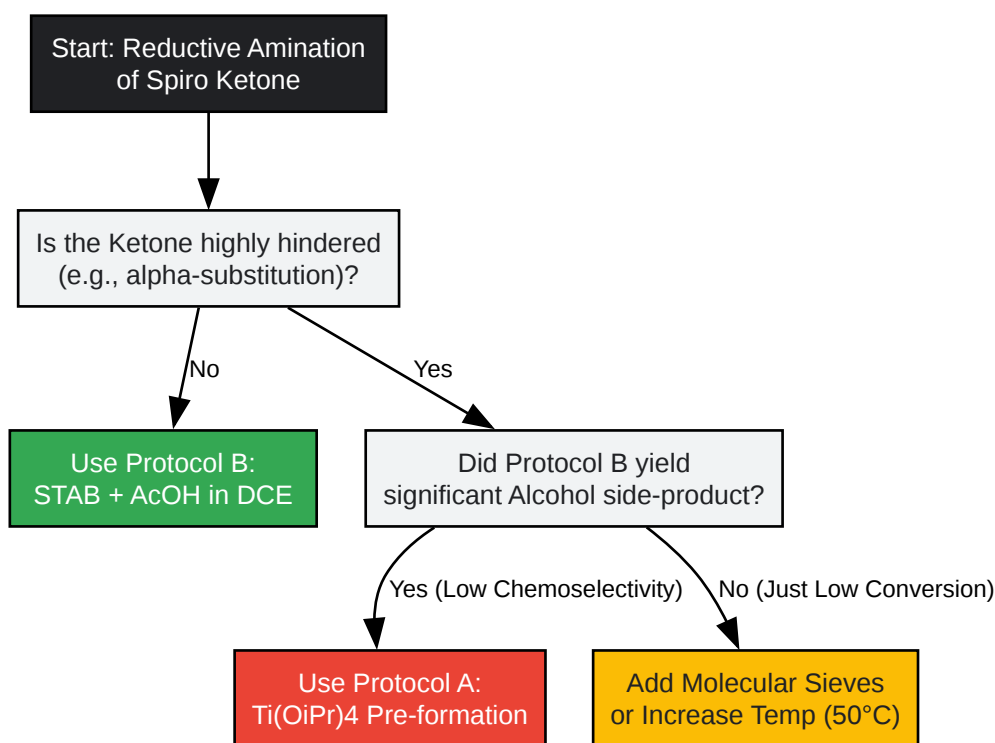 Start: Reductive Amination
of Spiro Ketone
Is the Ketone highly hindered
(e.g., alpha-substitution)?
No
Yes
Use Protocol B:
STAB + AcOH in DCE
Did Protocol B yield
significant Alcohol side-product?
Yes (Low Chemoselectivity)
No (Just Low Conversion)
Use Protocol A:
Ti(OiPr)4 Pre-formation
Add Molecular Sieves
or Increase Temp (50°C)